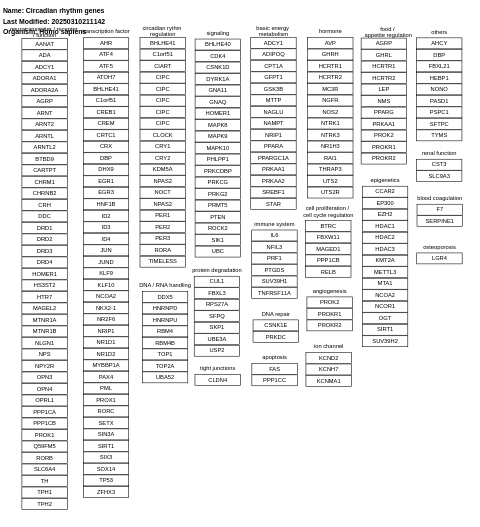 Name: Circadian rhythm genes
Last Modified: 20250310211142
Organism: Homo sapiens
/ function
AANAT
ADA
ADCY1
ADORA1
ADORA2A
AGRP
ARNT
ARNT2
ARNTL
ARNTL2
BTBD9
CARTPT
CHRM1
CHRNB2
CRH
DDC
DRD1
DRD2
DRD3
DRD4
HOMER1
HS3ST2
HTR7
MAGEL2
MTNR1A
MTNR1B
NLGN1
NPS
NPY2R
OPN3
OPN4
OPRL1
PPP1CA
PPP1CB
PROK1
Q59FM5
RORB
SLC6A4
TH
TPH1
TPH2
transcription factor
AHR
ATF4
ATF5
ATOH7
BHLHE41
C1orf51
CREB1
CREM
CRTC1
CRX
DBP
DHX9
EGR1
EGR3
HNF1B
ID2
ID3
ID4
JUN
JUND
KLF9
KLF10
NCOA2
NKX2-1
NR2F6
NRIP1
NR1D1
NR1D2
MYBBP1A
PAX4
PML
PROX1
RORC
SETX
SIN3A
SIRT1
SIX3
SOX14
TP53
ZFHX3
circadian rythm
regulation
BHLHE41
C1orf51
CIART
CIPC
CIPC
CIPC
CIPC
CIPC
CLOCK
CRY1
CRY2
KDM5A
NPAS2
NOCT
NPAS2
PER1
PER2
PER3
RORA
TIMELESS
DNA / RNA handling
DDX5
HNRNPD
HNRNPU
RBM4
RBM4B
TOP1
TOP2A
UBA52
signaling
BHLHE40
CDK4
CSNK1D
DYRK1A
GNA11
GNAQ
HOMER1
MAPK8
MAPK9
MAPK10
PHLPP1
PRKCDBP
PRKCG
PRKG2
PRMT5
PTEN
ROCK2
SIK1
UBC
protein degradation
CUL1
FBXL3
RPS27A
SFPQ
SKP1
UBE3A
USP2
tight junctions
CLDN4
basic energy
metabolism
ADCY1
ADIPOQ
CPT1A
GFPT1
GSK3B
MTTP
NAGLU
NAMPT
NRIP1
PPARA
PPARGC1A
PRKAA1
PRKAA2
SREBF1
STAR
immune system
IL6
NFIL3
PRF1
PTGDS
SUV39H1
TNFRSF11A
DNA repair
CSNK1E
PRKDC
apoptosis
FAS
PPP1CC
hormone
AVP
GHRH
HCRTR1
HCRTR2
MC3R
NGFR
NOS2
NTRK1
NTRK3
NR1H3
RAI1
THRAP3
UTS2
UTS2R
cell proliferation /
cell cycle regulation
BTRC
FBXW11
MAGED1
PPP1CB
RELB
angiogenesis
PROK2
PROKR1
PROKR2
ion channel
KCND2
KCNH7
KCNMA1
food /
appetite regulation
AGRP
GHRL
HCRTR1
HCRTR2
LEP
NMS
PPARG
PRKAA1
PROK2
PROKR1
PROKR2
epigenetics
CCAR2
EP300
EZH2
HDAC1
HDAC2
HDAC3
KMT2A
METTL3
MTA1
NCOA2
NCOR1
OGT
SIRT1
SUV39H2
others
AHCY
DBP
FBXL21
HEBP1
NONO
PASD1
PSPC1
SFTPC
TYMS
renal function
CST3
SLC9A3
blood coagulation
F7
SERPINE1
osteoporosis
LGR4